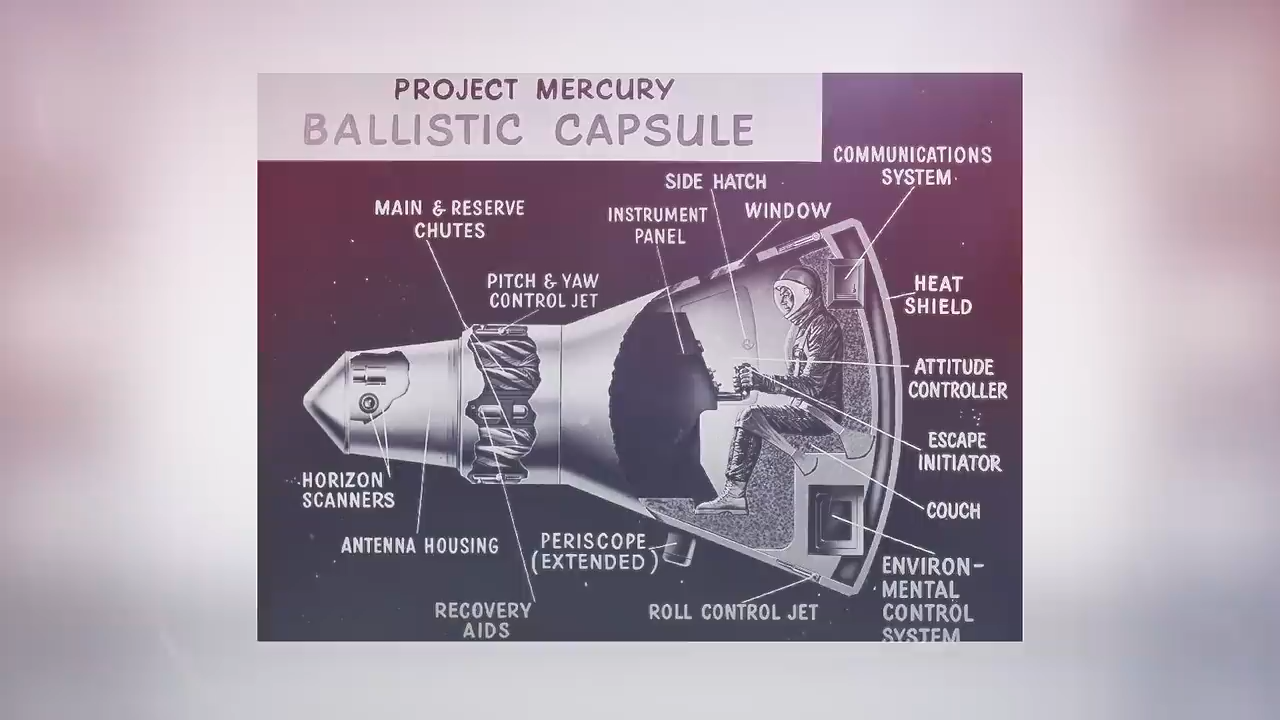 PROJECT MERCURY
BALLISTIC CAPSULE
COMMUNICATIONS
SYSTEM
SIDE HATCH
MAIN & RESERVE
CHUTES
INSTRUMENT
PANEL
WINDOW
PITCH & YAW
CONTROL JET
HEAT
SHIELD
ATTITUDE
CONTROLLER
ESCAPE
INITIATOR
HORIZON
SCANNERS
COUCH
ANTENNA HOUSING
PERISCOPE
(EXTENDED)
ENVIRON-
MENTAL
CONTROL
SYSTEM
RECOVERY
AIDS
ROLL CONTROL JET